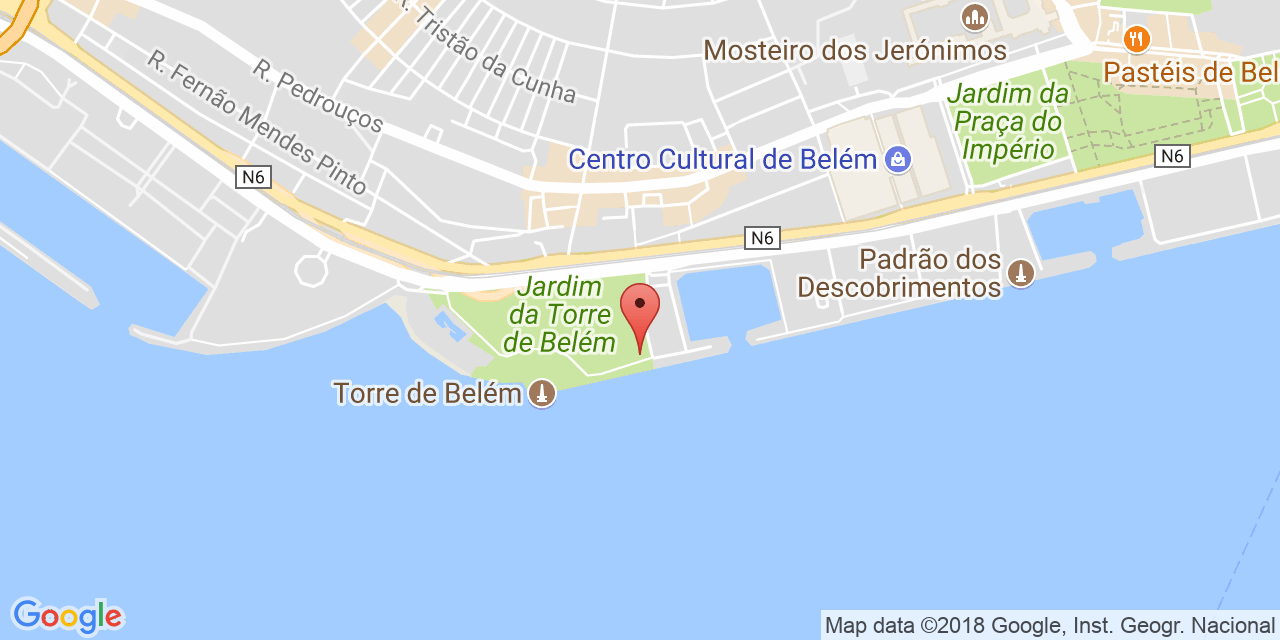 R. Tristão da Cunha
Mosteiro dos Jerónimos
Pastéis de Bel
R. Fernão Mendes Pinto
R. Pedrouços
Jardim da
Praça do
Império
Centro Cultural de Belém
N6
N6
N6
Padrão dos
Descobrimentos
Jardim
da Torre
de Belém
Torre de Belém
Google
Map data ©2018 Google, Inst. Geogr. Nacional